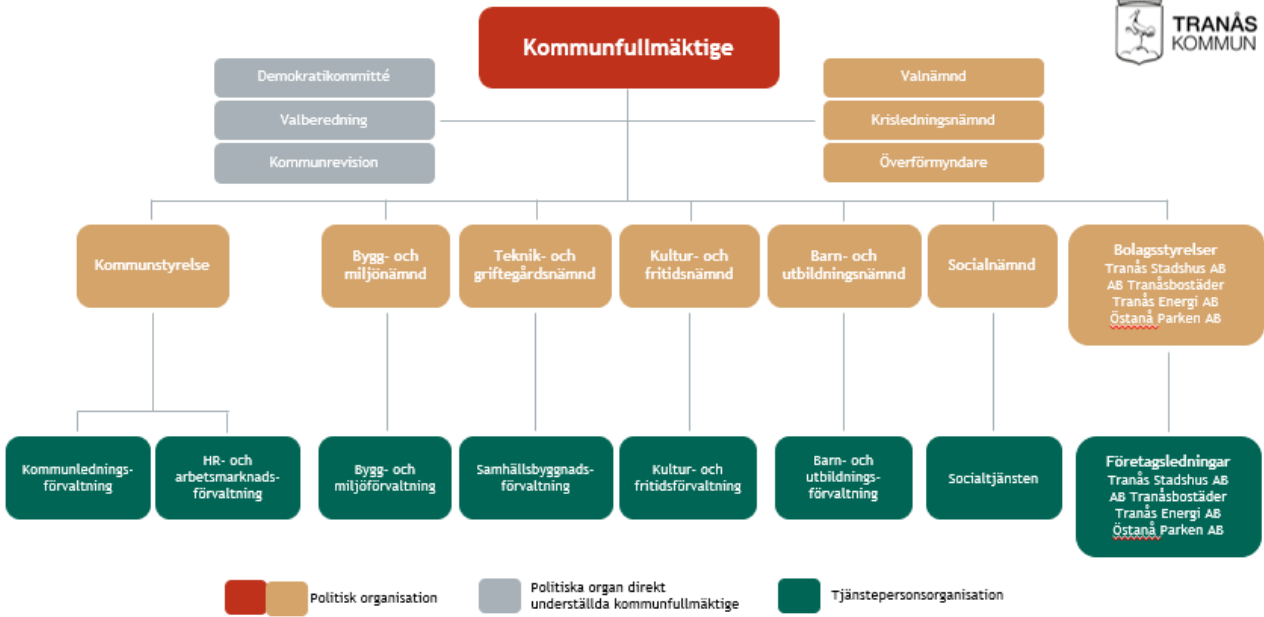 TRANÅS
KOMMUN
Kommunfullmäktige
Demokratikommitté
Valberedning
Kommunrevision
Valnämnd
Krisledningsnämnd
Överförmyndare
Kommunstyrelse
Bygg- och
miljönämnd
Teknik- och
griftegårdsnämnd
Kultur- och
fritidsnämnd
Barn- och
utbildningsnämnd
Socialnämnd
Bolagsstyrelser
Tranås Stadshus AB
AB Tranåsbostäder
Tranås Energi AB
Östanå Parken AB
Kommunlednings-
förvaltning
HR- och
arbetsmarknads-
förvaltning
Bygg- och
miljöförvaltning
Samhällsbyggnads-
förvaltning
Kultur- och
fritidsförvaltning
Barn- och
utbildnings-
förvaltning
Socialtjänsten
Företagsledningar
Tranås Stadshus AB
AB Tranåsbostäder
Tranås Energi AB
Östanå Parken AB
Politisk organisation
Politiska organ direkt
underställda kommunfullmäktige
Tjänstepersonsorganisation